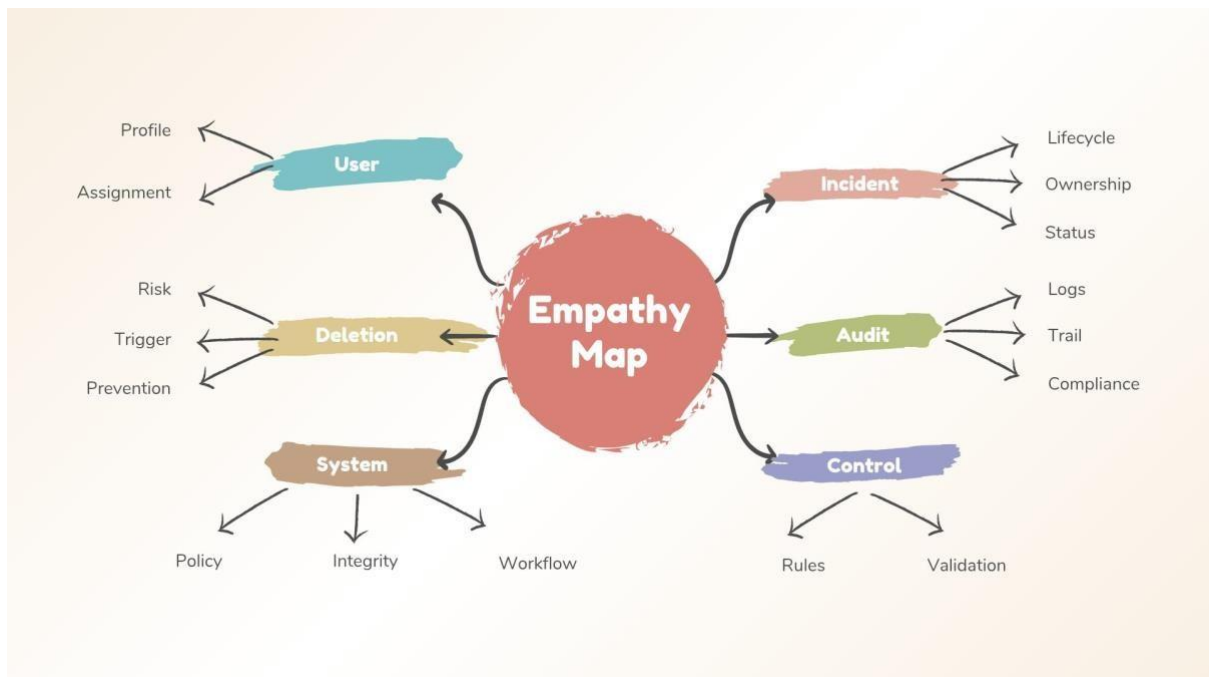 Empathy
Map
User
Profile
Assignment
Deletion
Risk
Trigger
Prevention
System
Policy
Integrity
Workflow
Incident
Lifecycle
Ownership
Status
Audit
Logs
Trail
Compliance
Control
Rules
Validation